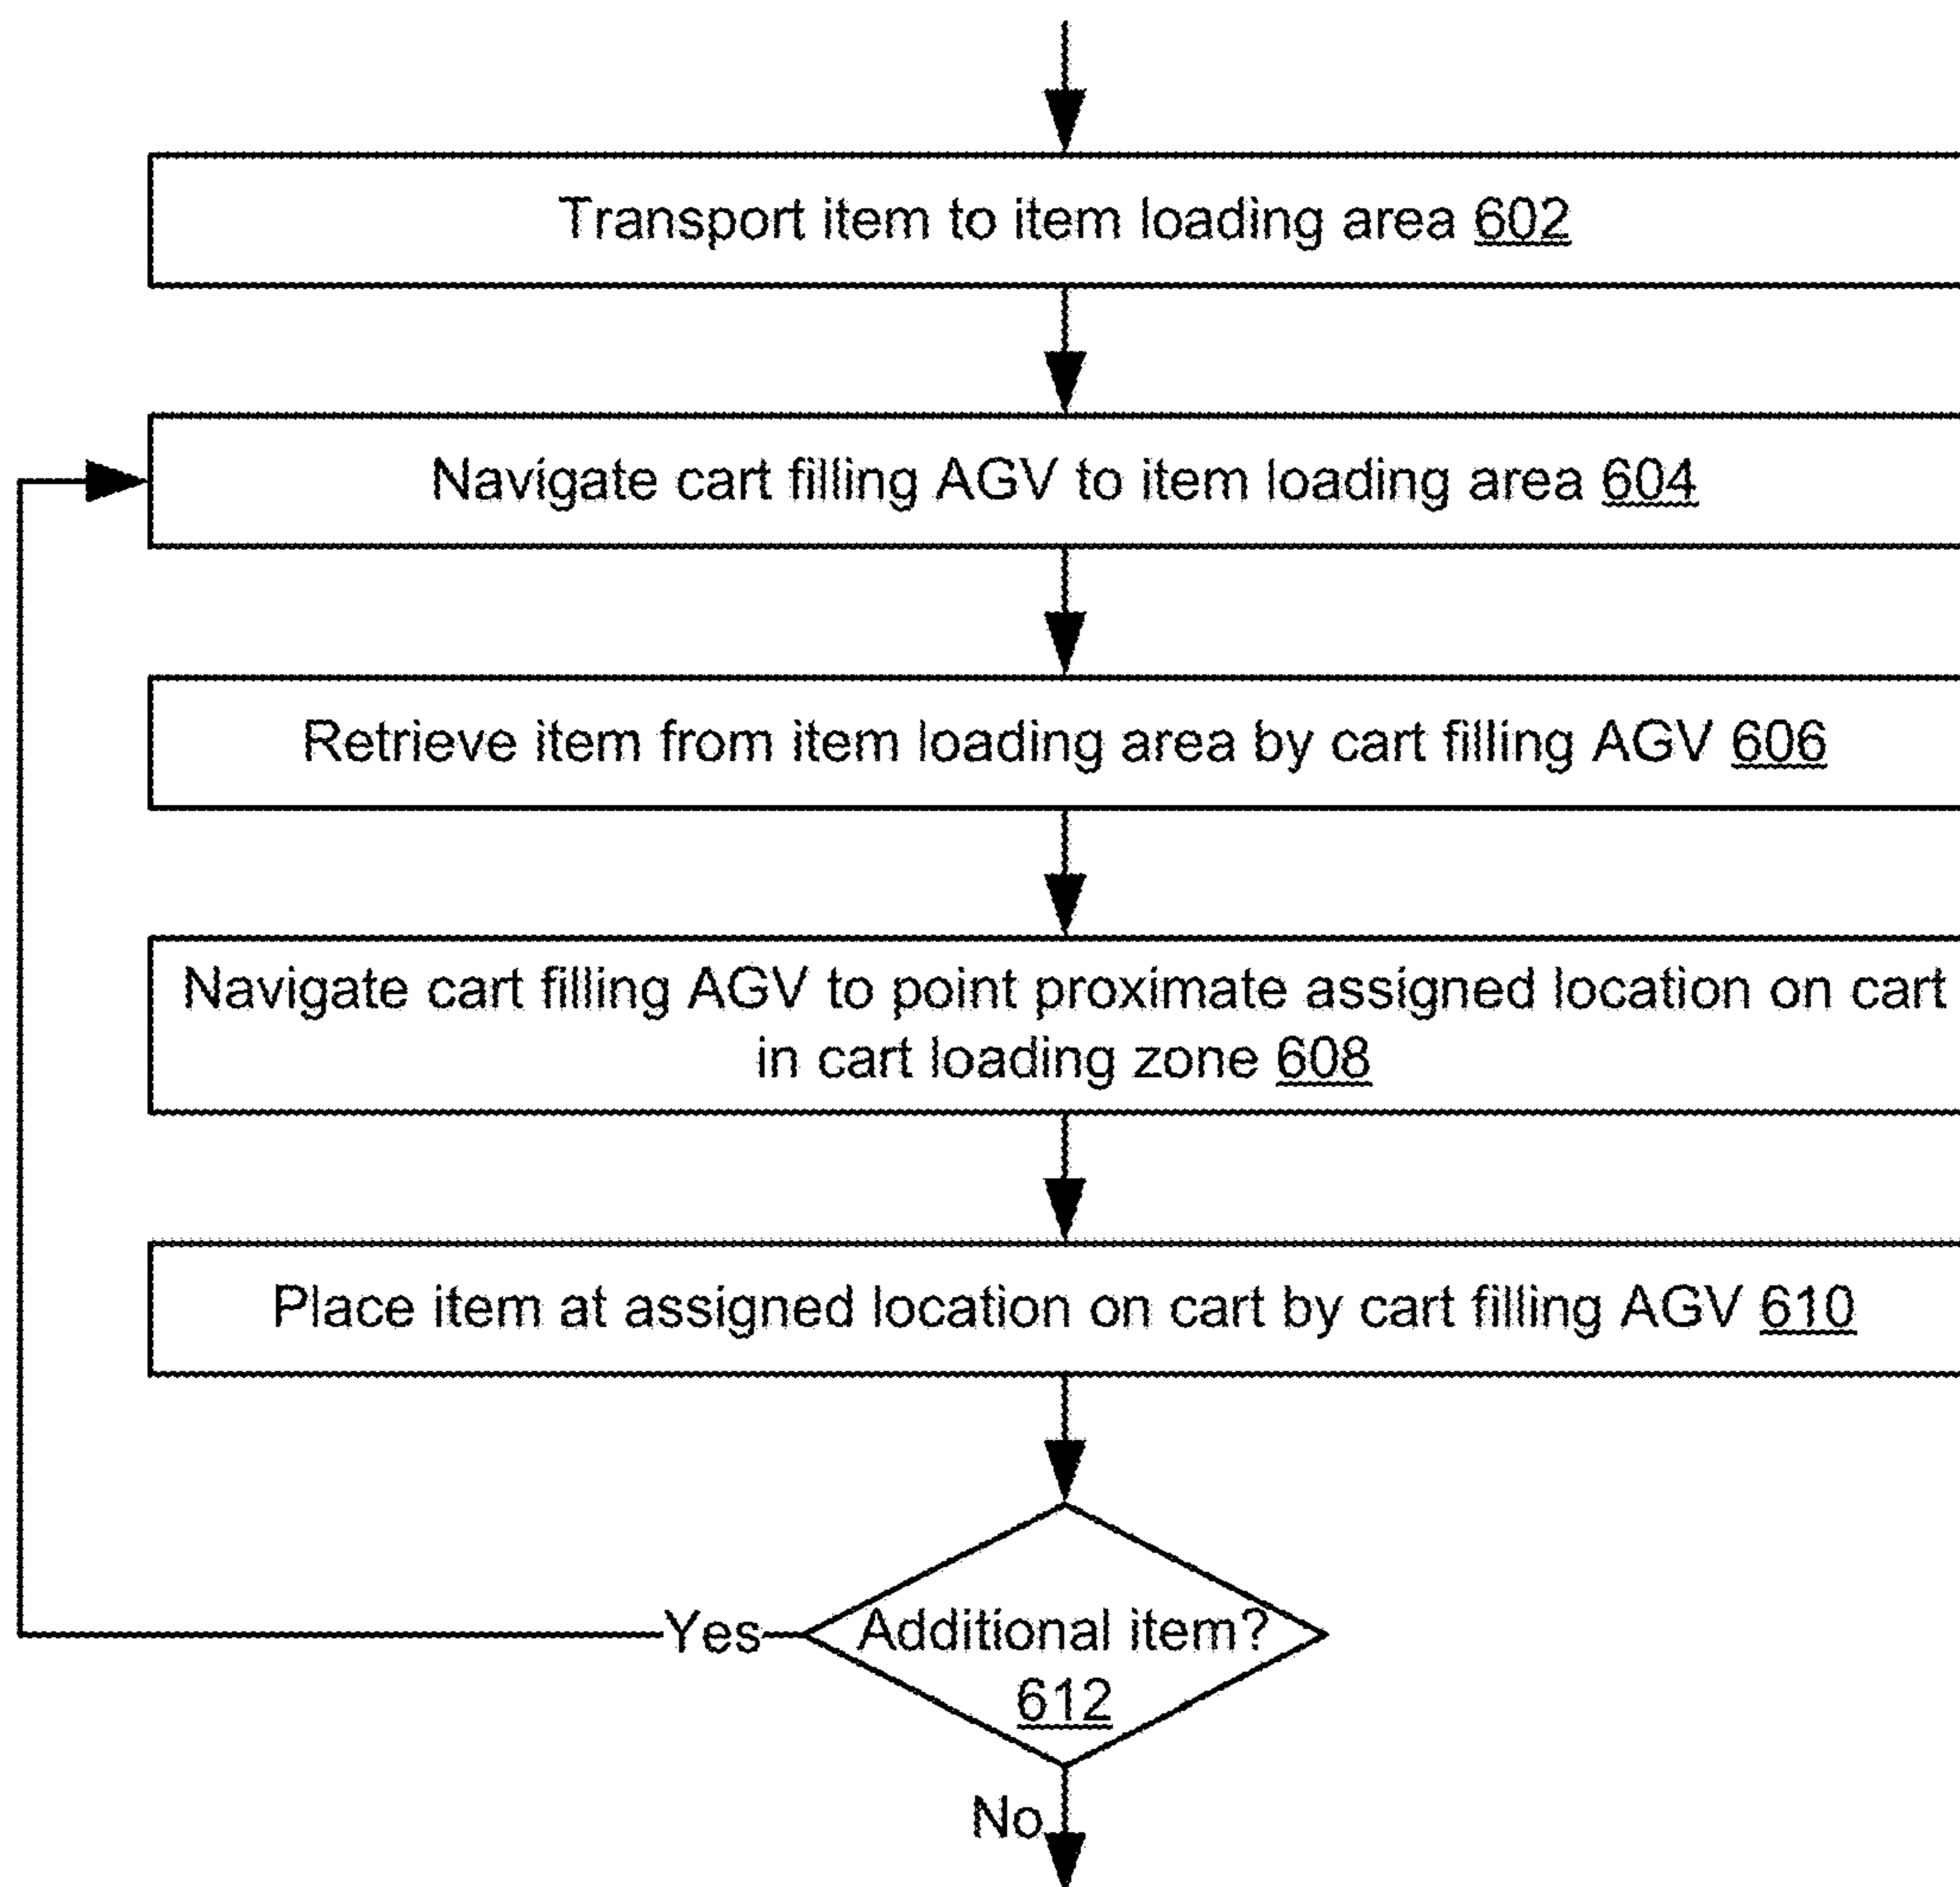 Transport item to item loading area 602
Navigate cart filling AGV to item loading area 604
Retrieve item from item loading area by cart filling AGV 606
Navigate cart filling AGV to point proximate assigned location on cart
in cart loading zone 608
Place item at assigned location on cart by cart filling AGV 610
Yes
Additional item?
612
No